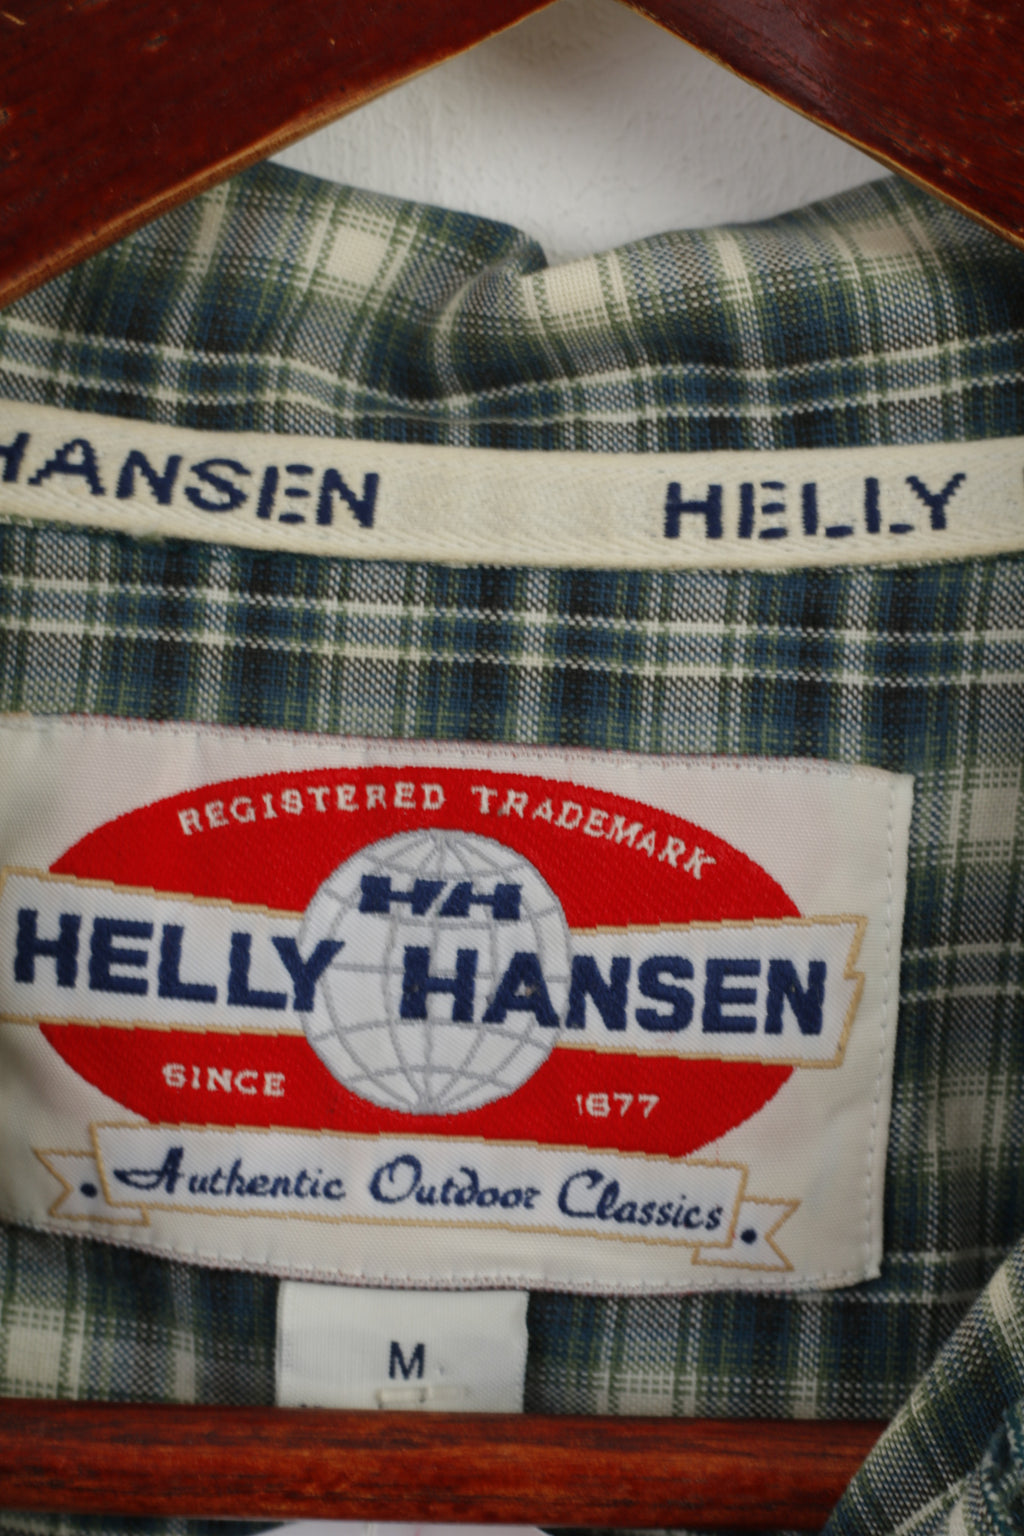 HANSEN HELLY
REGISTERED TRADEMARK
HH
HELLY HANSEN
SINCE 1877
Authentic Outdoor Classics
M